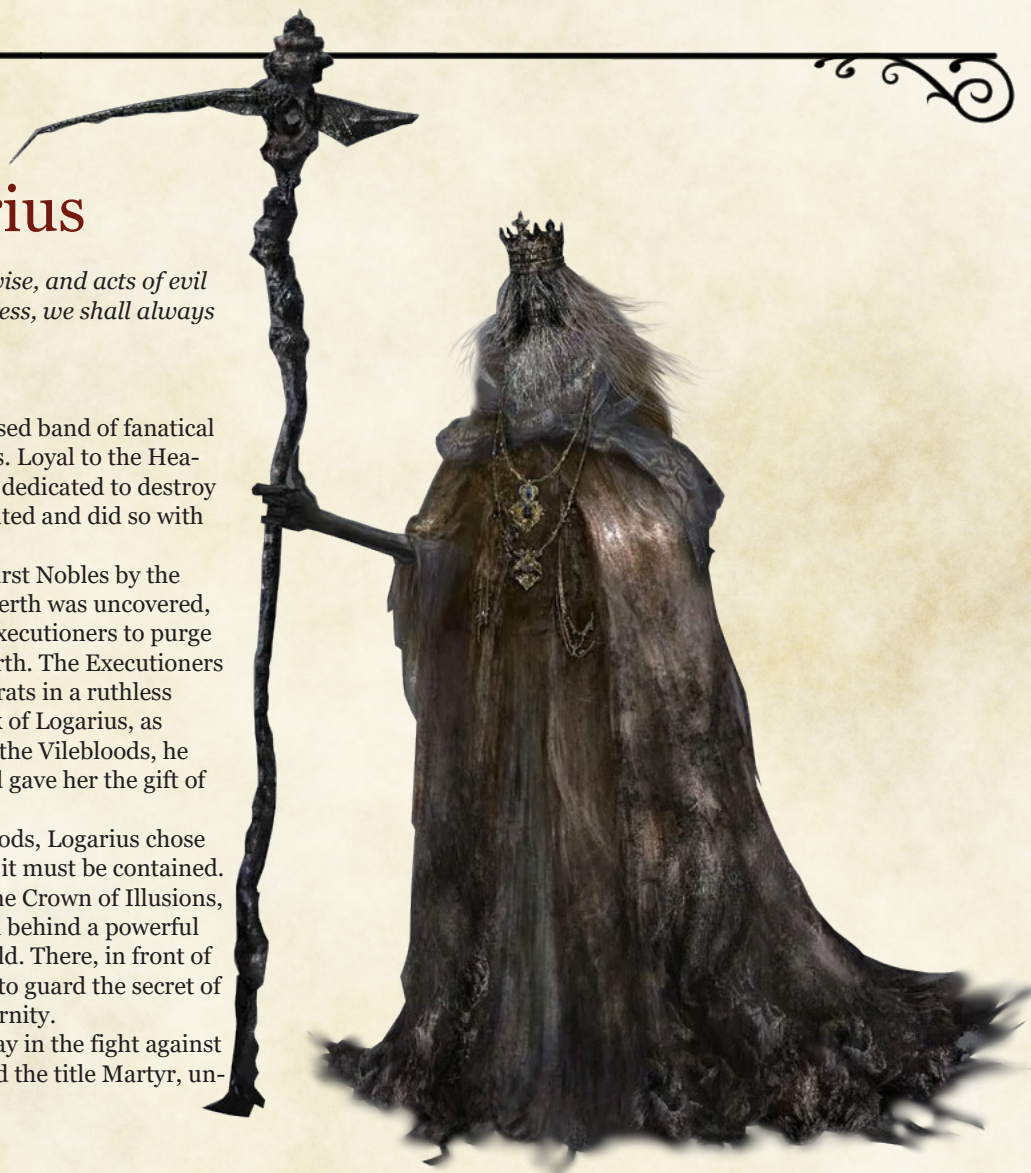 rius
vise, and acts of evil
ess, we shall always
sed band of fanatical
s. Loyal to the Hea-
dedicated to destroy
ted and did so with
rst Nobles by the
erth was uncovered,
xecutioners to purge
rth. The Executioners
rats in a ruthless
of Logarius, as
the Vilebloods, he
gave her the gift of
ods, Logarius chose
it must be contained.
he Crown of Illusions,
behind a powerful
ld. There, in front of
to guard the secret of
rnity.
ay in the fight against
d the title Martyr, un-